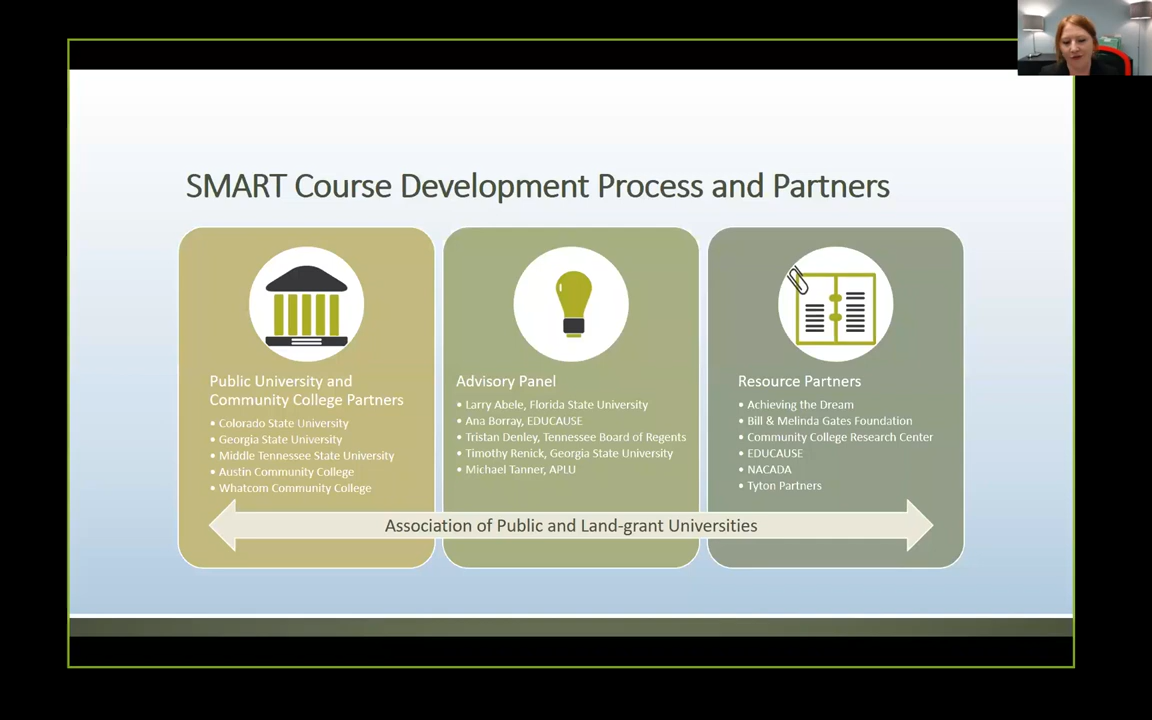 SMART Course Development Process and Partners
Public University and
Community College Partners
• Colorado State University
• Georgia State University
• Middle Tennessee State University
• Austin Community College
• Whatcom Community College
Advisory Panel
• Larry Abele, Florida State University
• Ana Borray, EDUCAUSE
• Tristan Denley, Tennessee Board of Regents
• Timothy Renick, Georgia State University
• Michael Tanner, APLU
Resource Partners
• Achieving the Dream
• Bill & Melinda Gates Foundation
• Community College Research Center
• EDUCAUSE
• NACADA
• Tyton Partners
Association of Public and Land-grant Universities